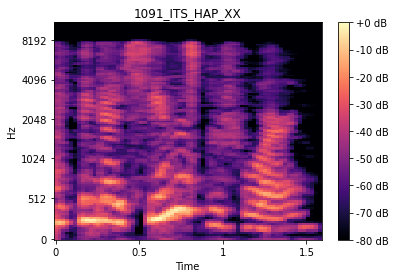 1091_ITS_HAP_XX
8192
4096
2048
1024
512
0
Hz
0
0.5
1
1.5
Time
+0 dB
-10 dB
-20 dB
-30 dB
-40 dB
-50 dB
-60 dB
-70 dB
-80 dB